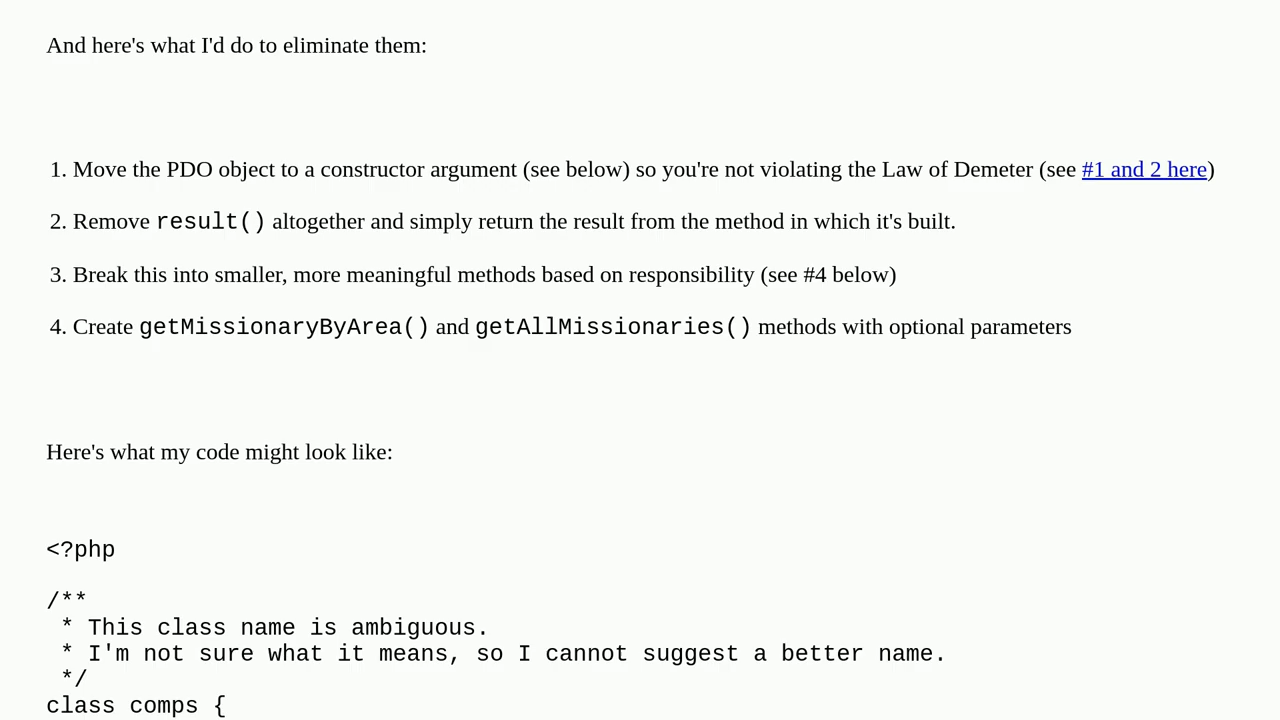 And here's what I'd do to eliminate them:
1. Move the PDO object to a constructor argument (see below) so you're not violating the Law of Demeter (see #1 and 2 here)
2. Remove result() altogether and simply return the result from the method in which it's built.
3. Break this into smaller, more meaningful methods based on responsibility (see #4 below)
4. Create getMissionaryByArea() and getAllMissionaries() methods with optional parameters
Here's what my code might look like:
<?php
/**
 * This class name is ambiguous.
 * I'm not sure what it means, so I cannot suggest a better name.
 */
class comps {